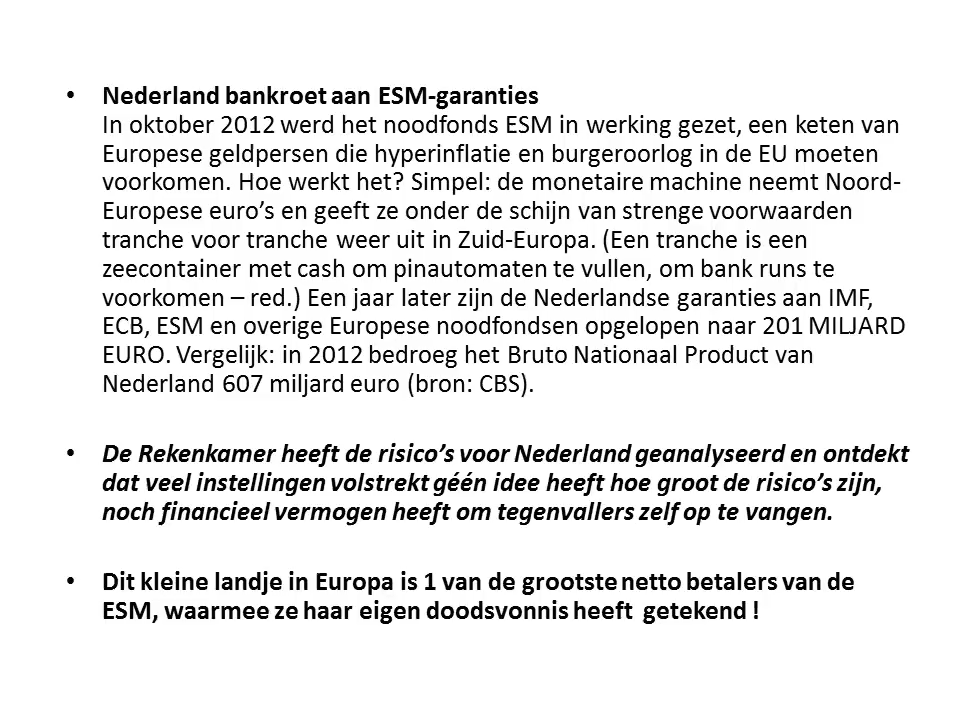 • Nederland bankroet aan ESM-garanties
In oktober 2012 werd het noodfonds ESM in werking gezet, een keten van
Europese geldpersen die hyperinflatie en burgeroorlog in de EU moeten
voorkomen. Hoe werkt het? Simpel: de monetaire machine neemt Noord-
Europese euro’s en geeft ze onder de schijn van strenge voorwaarden
tranche voor tranche weer uit in Zuid-Europa. (Een tranche is een
zeecontainer met cash om pinautomaten te vullen, om bank runs te
voorkomen – red.) Een jaar later zijn de Nederlandse garanties aan IMF,
ECB, ESM en overige Europese noodfondsen opgelopen naar 201 MILJARD
EURO. Vergelijk: in 2012 bedroeg het Bruto Nationaal Product van
Nederland 607 miljard euro (bron: CBS).
• De Rekenkamer heeft de risico’s voor Nederland geanalyseerd en ontdekt
dat veel instellingen volstrekt géén idee heeft hoe groot de risico’s zijn,
noch financieel vermogen heeft om tegenvallers zelf op te vangen.
• Dit kleine landje in Europa is 1 van de grootste netto betalers van de
ESM, waarmee ze haar eigen doodsvonnis heeft getekend !